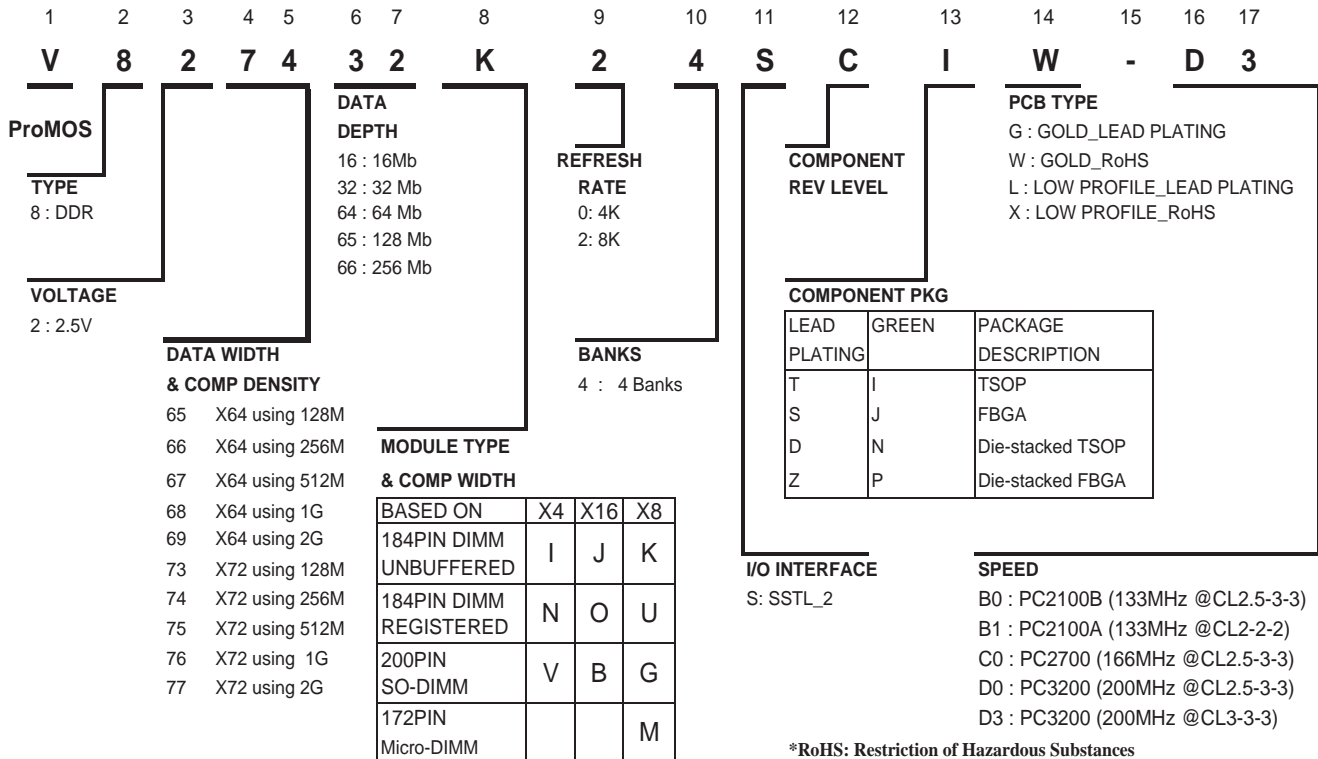 1 2 3 4 5 6 7 8 9 10 11 12 13 14 15 16 17
V 8 2 7 4 3 2 K 2 4 S C I W - D 3
ProMOS
TYPE
8 : DDR
VOLTAGE
2 : 2.5V
DATA WIDTH
& COMP DENSITY
65 X64 using 128M
66 X64 using 256M
67 X64 using 512M
68 X64 using 1G
69 X64 using 2G
73 X72 using 128M
74 X72 using 256M
75 X72 using 512M
76 X72 using 1G
77 X72 using 2G
DATA
DEPTH
16 : 16Mb
32 : 32 Mb
64 : 64 Mb
65 : 128 Mb
66 : 256 Mb
MODULE TYPE
& COMP WIDTH
BASED ON X4 X16 X8
184PIN DIMM
UNBUFFERED I J K
184PIN DIMM
REGISTERED N O U
200PIN
SO-DIMM V B G
172PIN
Micro-DIMM M
REFRESH
RATE
0: 4K
2: 8K
BANKS
4 : 4 Banks
I/O INTERFACE
S: SSTL_2
COMPONENT
REV LEVEL
COMPONENT PKG
LEAD
PLATING GREEN PACKAGE
DESCRIPTION
T I TSOP
S J FBGA
D N Die-stacked TSOP
Z P Die-stacked FBGA
PCB TYPE
G : GOLD_LEAD PLATING
W : GOLD_RoHS
L : LOW PROFILE_LEAD PLATING
X : LOW PROFILE_RoHS
SPEED
B0 : PC2100B (133MHz @CL2.5-3-3)
B1 : PC2100A (133MHz @CL2-2-2)
C0 : PC2700 (166MHz @CL2.5-3-3)
D0 : PC3200 (200MHz @CL2.5-3-3)
D3 : PC3200 (200MHz @CL3-3-3)
*RoHS: Restriction of Hazardous Substances